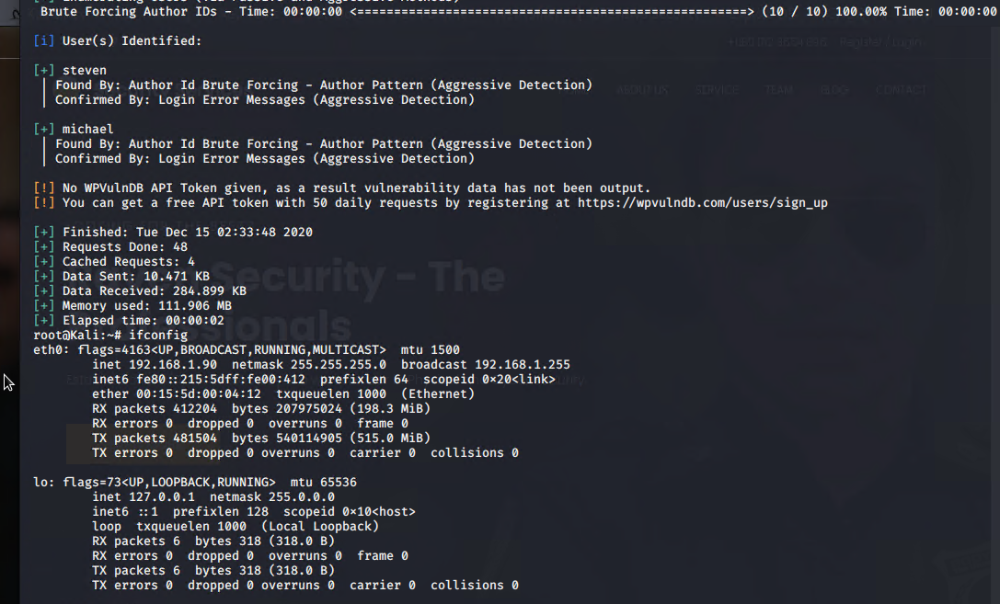 Brute Forcing Author IDs - Time: 00:00:00 <=====================================================> (10 / 10) 100.00% Time: 00:00:00
[i] User(s) Identified:
[+] steven
| Found By: Author Id Brute Forcing - Author Pattern (Aggressive Detection)
| Confirmed By: Login Error Messages (Aggressive Detection)
[+] michael
| Found By: Author Id Brute Forcing - Author Pattern (Aggressive Detection)
| Confirmed By: Login Error Messages (Aggressive Detection)
[!] No WPVulnDB API Token given, as a result vulnerability data has not been output.
[!] You can get a free API token with 50 daily requests by registering at https://wpvulndb.com/users/sign_up
[+] Finished: Tue Dec 15 02:33:48 2020
[+] Requests Done: 48
[+] Cached Requests: 4
[+] Data Sent: 10.471 KB
[+] Data Received: 284.899 KB
[+] Memory used: 111.906 MB
[+] Elapsed time: 00:00:02
root@Kali:~# ifconfig
eth0: flags=4163<UP,BROADCAST,RUNNING,MULTICAST>  mtu 1500
inet 192.168.1.90  netmask 255.255.255.0  broadcast 192.168.1.255
inet6 fe80::215:5dff:fe00:412  prefixlen 64  scopeid 0x20<link>
ether 00:15:5d:00:04:12  txqueuelen 1000  (Ethernet)
RX packets 412204  bytes 207975024 (198.3 MiB)
RX errors 0  dropped 0  overruns 0  frame 0
TX packets 481504  bytes 540114905 (515.0 MiB)
TX errors 0  dropped 0 overruns 0  carrier 0  collisions 0
lo: flags=73<UP,LOOPBACK,RUNNING>  mtu 65536
inet 127.0.0.1  netmask 255.0.0.0
inet6 ::1  prefixlen 128  scopeid 0x10<host>
loop  txqueuelen 1000  (Local Loopback)
RX packets 6  bytes 318 (318.0 B)
RX errors 0  dropped 0  overruns 0  frame 0
TX packets 6  bytes 318 (318.0 B)
TX errors 0  dropped 0 overruns 0  carrier 0  collisions 0
ABOUT US SERVICE TEAM BLOG CONTACT
Security - The